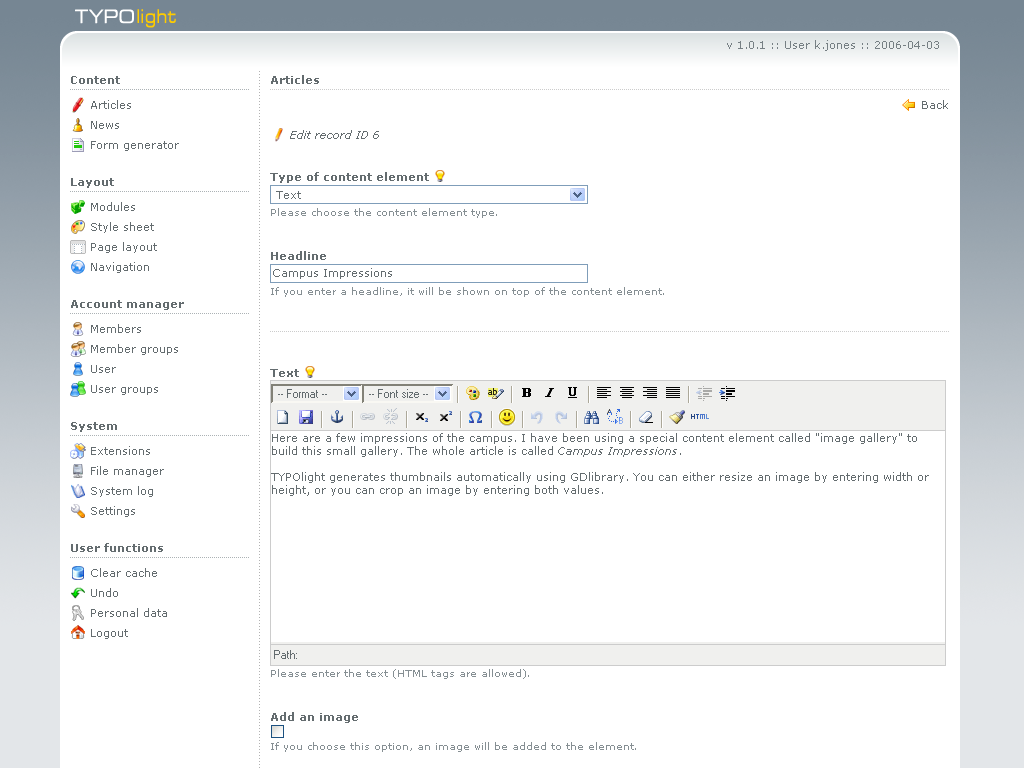 TYPOlight
v 1.0.1 :: User k.jones :: 2006-04-03
Content
Articles
News
Form generator
Layout
Modules
Style sheet
Page layout
Navigation
Account manager
Members
Member groups
User
User groups
System
Extensions
File manager
System log
Settings
User functions
Clear cache
Undo
Personal data
Logout
Articles
Back
Edit record ID 6
Type of content element
Text
Please choose the content element type.
Headline
Campus Impressions
If you enter a headline, it will be shown on top of the content element.
Text
-- Format -- -- Font size -- ab B I U
x₂ x² Ω A B HTML
Here are a few impressions of the campus. I have been using a special content element called "image gallery" to
build this small gallery. The whole article is called Campus Impressions.
TYPOlight generates thumbnails automatically using GDlibrary. You can either resize an image by entering width or
height, or you can crop an image by entering both values.
Path:
Please enter the text (HTML tags are allowed).
Add an image
If you choose this option, an image will be added to the element.